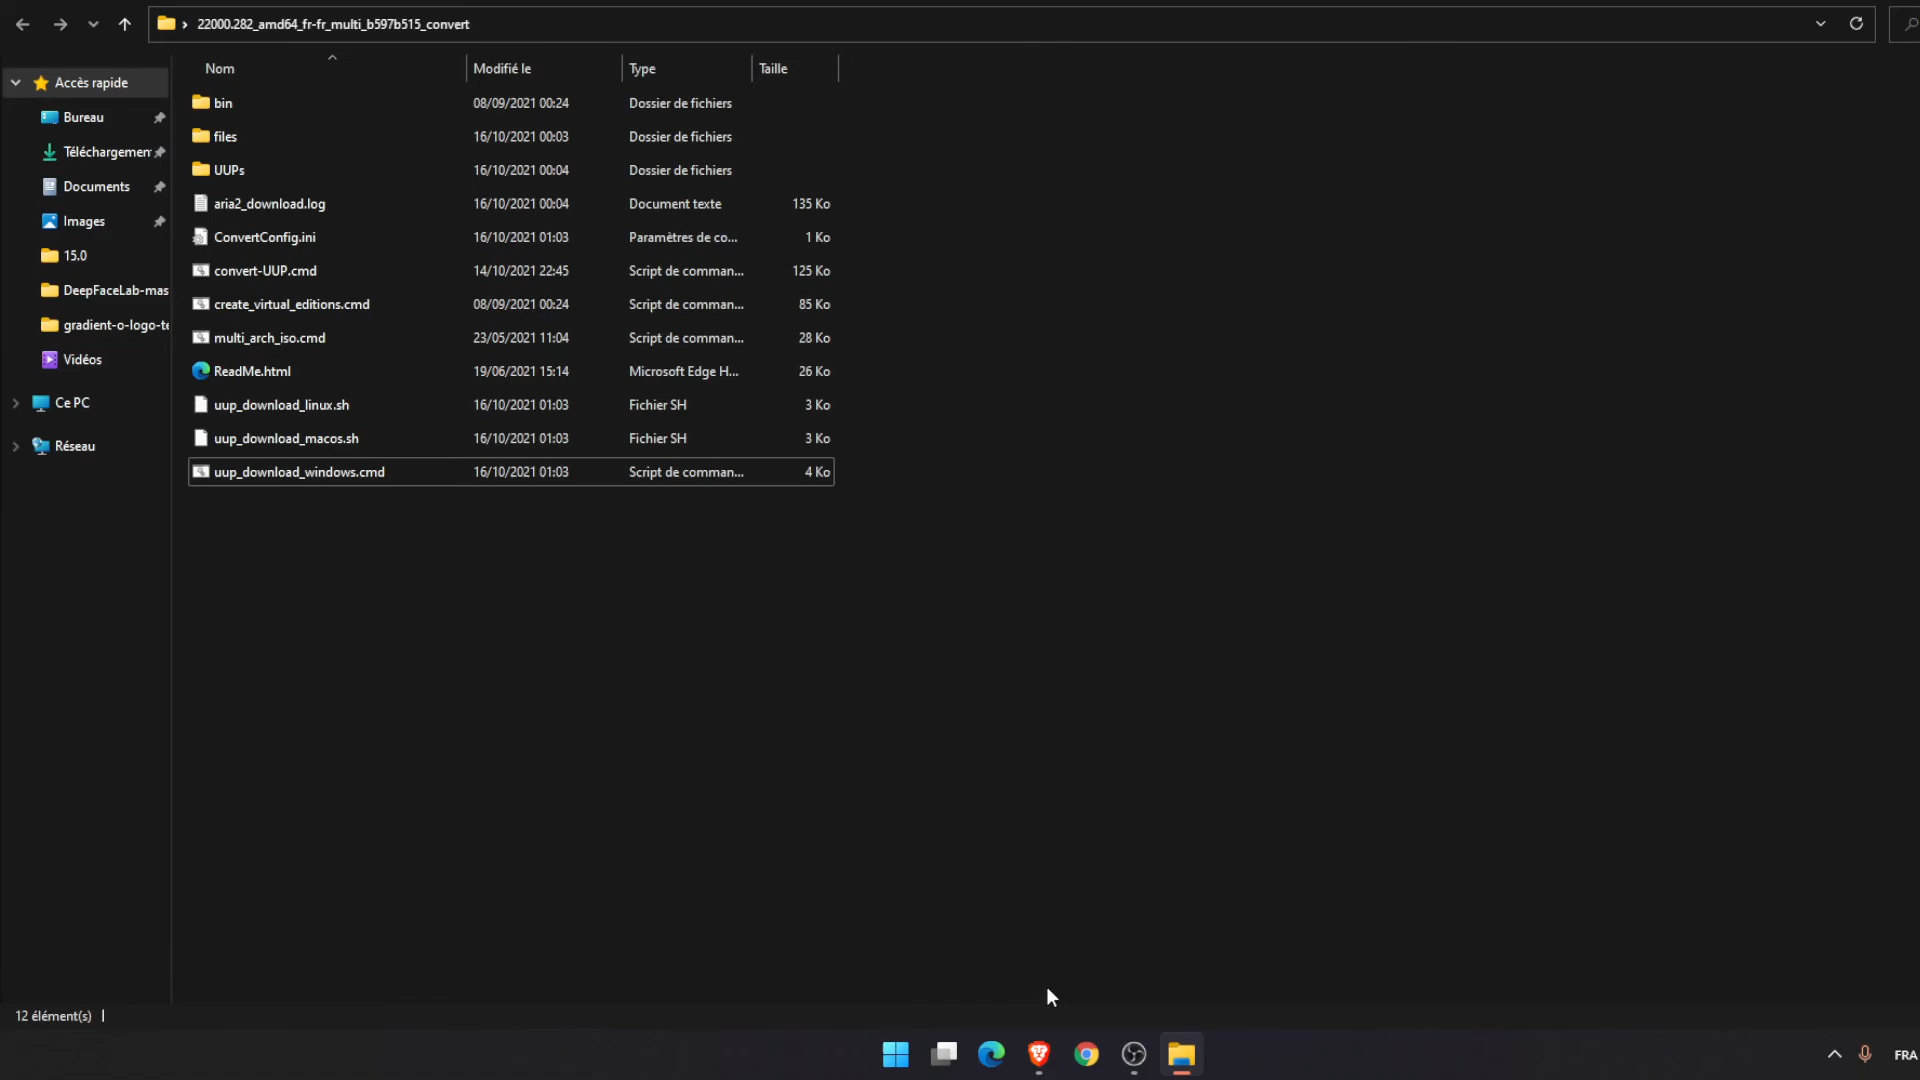 22000.282_amd64_fr-fr_multi_b597b515_convert
Nom Modifié le Type Taille
Accès rapide
Bureau
Téléchargemen
Documents
Images
15.0
DeepFaceLab-mas
gradient-o-logo-te
Vidéos
Ce PC
Réseau
bin 08/09/2021 00:24 Dossier de fichiers
files 16/10/2021 00:03 Dossier de fichiers
UUPs 16/10/2021 00:04 Dossier de fichiers
aria2_download.log 16/10/2021 00:04 Document texte 135 Ko
ConvertConfig.ini 16/10/2021 01:03 Paramètres de co... 1 Ko
convert-UUP.cmd 14/10/2021 22:45 Script de comman... 125 Ko
create_virtual_editions.cmd 08/09/2021 00:24 Script de comman... 85 Ko
multi_arch_iso.cmd 23/05/2021 11:04 Script de comman... 28 Ko
ReadMe.html 19/06/2021 15:14 Microsoft Edge H... 26 Ko
uup_download_linux.sh 16/10/2021 01:03 Fichier SH 3 Ko
uup_download_macos.sh 16/10/2021 01:03 Fichier SH 3 Ko
uup_download_windows.cmd 16/10/2021 01:03 Script de comman... 4 Ko
12 élément(s)
FRA